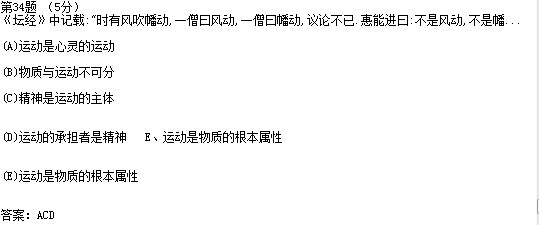 第34题 (5分)
《坛经》中记载:“时有风吹幡动,一僧曰风动,一僧曰幡动,议论不已.惠能进曰:不是风动,不是幡...
(A)运动是心灵的运动
(B)物质与运动不可分
(C)精神是运动的主体
(D)运动的承担者是精神 E、运动是物质的根本属性
(E)运动是物质的根本属性
答案: ACD